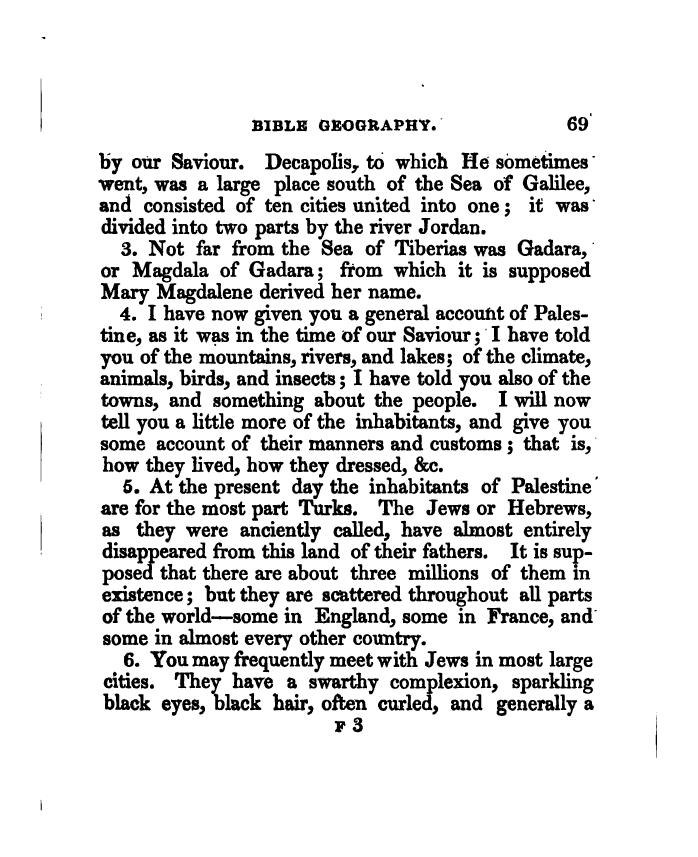 BIBLE GEOGRAPHY. 69
by our Saviour. Decapolis, to which He sometimes
went, was a large place south of the Sea of Galilee,
and consisted of ten cities united into one; it was
divided into two parts by the river Jordan.
3. Not far from the Sea of Tiberias was Gadara,
or Magdala of Gadara; from which it is supposed
Mary Magdalene derived her name.
4. I have now given you a general account of Pales-
tine, as it was in the time of our Saviour; I have told
you of the mountains, rivers, and lakes; of the climate,
animals, birds, and insects; I have told you also of the
towns, and something about the people. I will now
tell you a little more of the inhabitants, and give you
some account of their manners and customs; that is,
how they lived, how they dressed, &c.
5. At the present day the inhabitants of Palestine
are for the most part Turks. The Jews or Hebrews,
as they were anciently called, have almost entirely
disappeared from this land of their fathers. It is sup-
posed that there are about three millions of them in
existence; but they are scattered throughout all parts
of the world—some in England, some in France, and
some in almost every other country.
6. You may frequently meet with Jews in most large
cities. They have a swarthy complexion, sparkling
black eyes, black hair, often curled, and generally a
F 3